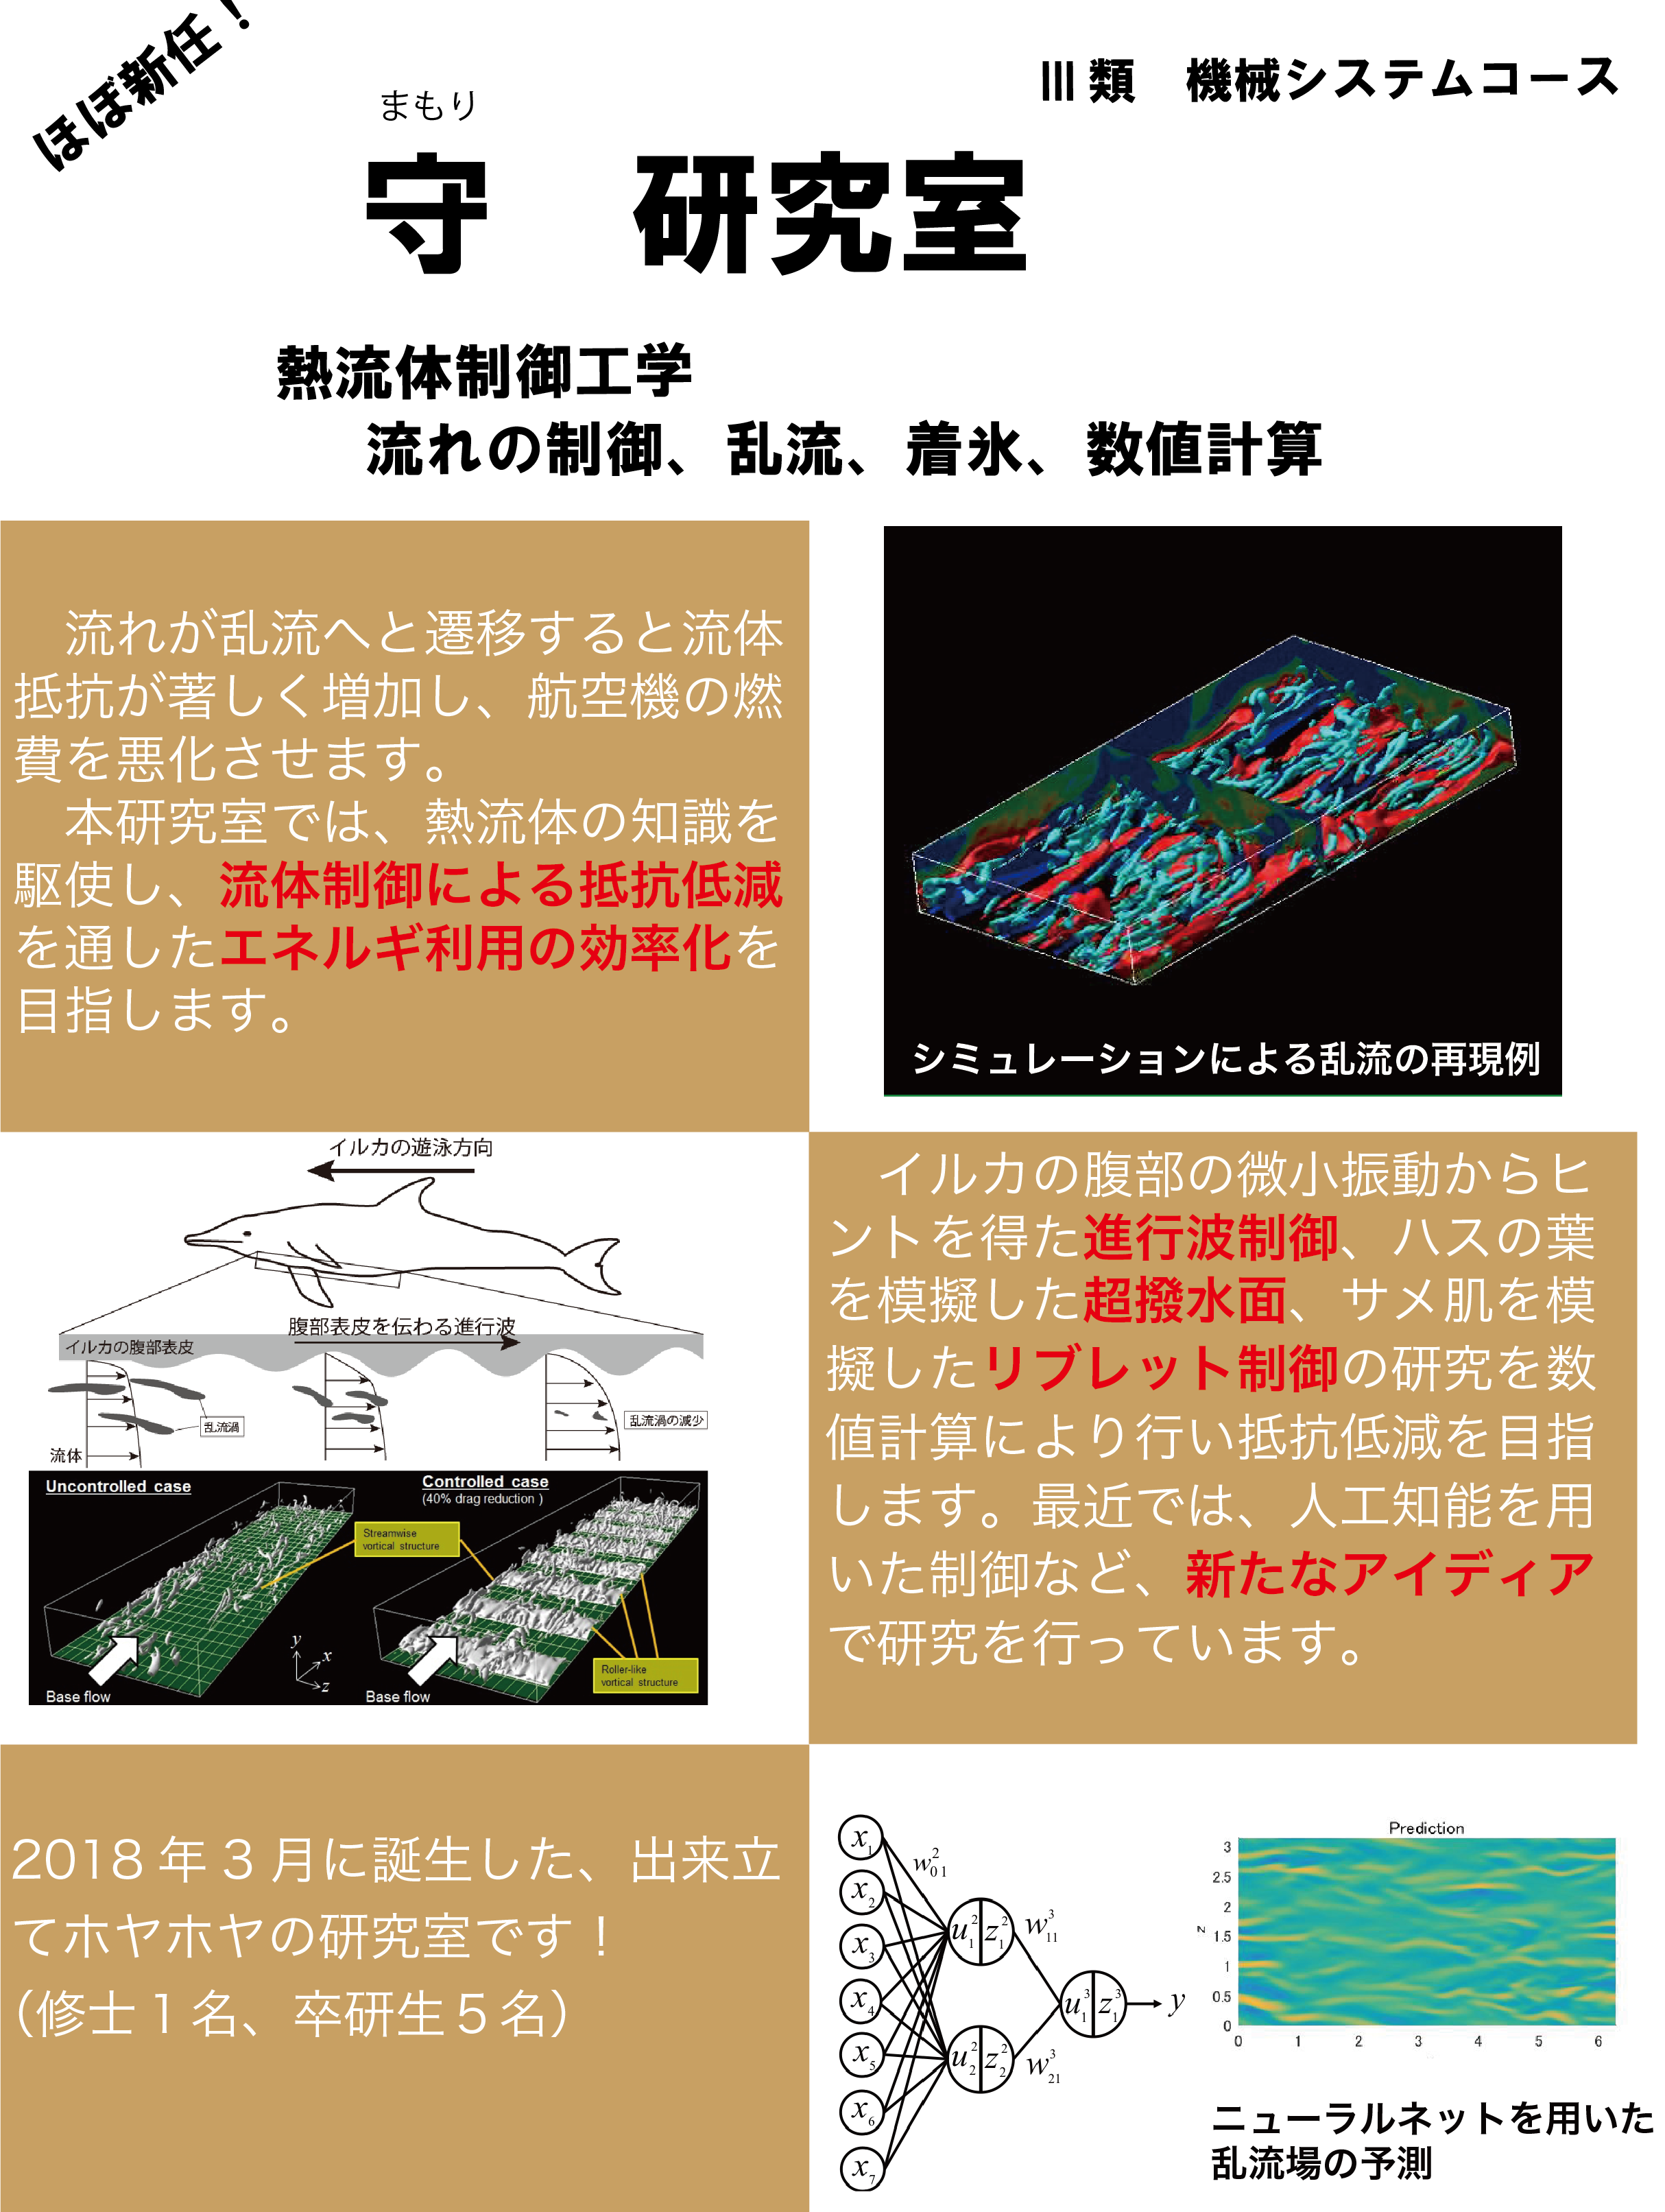 ほぼ新任！
III 類　機械システムコース
まもり
守　研究室
熱流体制御工学
流れの制御、乱流、着氷、数値計算
　流れが乱流へと遷移すると流体
抵抗が著しく増加し、航空機の燃
費を悪化させます。
　本研究室では、熱流体の知識を
駆使し、流体制御による抵抗低減
を通したエネルギ利用の効率化を
目指します。
シミュレーションによる乱流の再現例
イルカの遊泳方向
腹部表皮を伝わる進行波
イルカの腹部表皮
乱流渦
乱流渦の減少
流体
Uncontrolled case
Controlled case
(40% drag reduction )
Streamwise
vortical structure
Roller-like
vortical structure
y
x
z
Base flow
Base flow
　イルカの腹部の微小振動からヒ
ントを得た進行波制御、ハスの葉
を模擬した超撥水面、サメ肌を模
擬したリブレット制御の研究を数
値計算により行い抵抗低減を目指
します。最近では、人工知能を用
いた制御など、新たなアイディア
で研究を行っています。
2018 年 3 月に誕生した、出来立
てホヤホヤの研究室です！
（修士 1 名、卒研生 5 名）
x1
x2
x3
x4
x5
x6
x7
w²01
u²1 z²1
w³11
u²2 z²2
w³21
u³1 z³1
y
Prediction
3
2.5
2
1.5
1
0.5
0
z
0 1 2 3 4 5 6
ニューラルネットを用いた
乱流場の予測